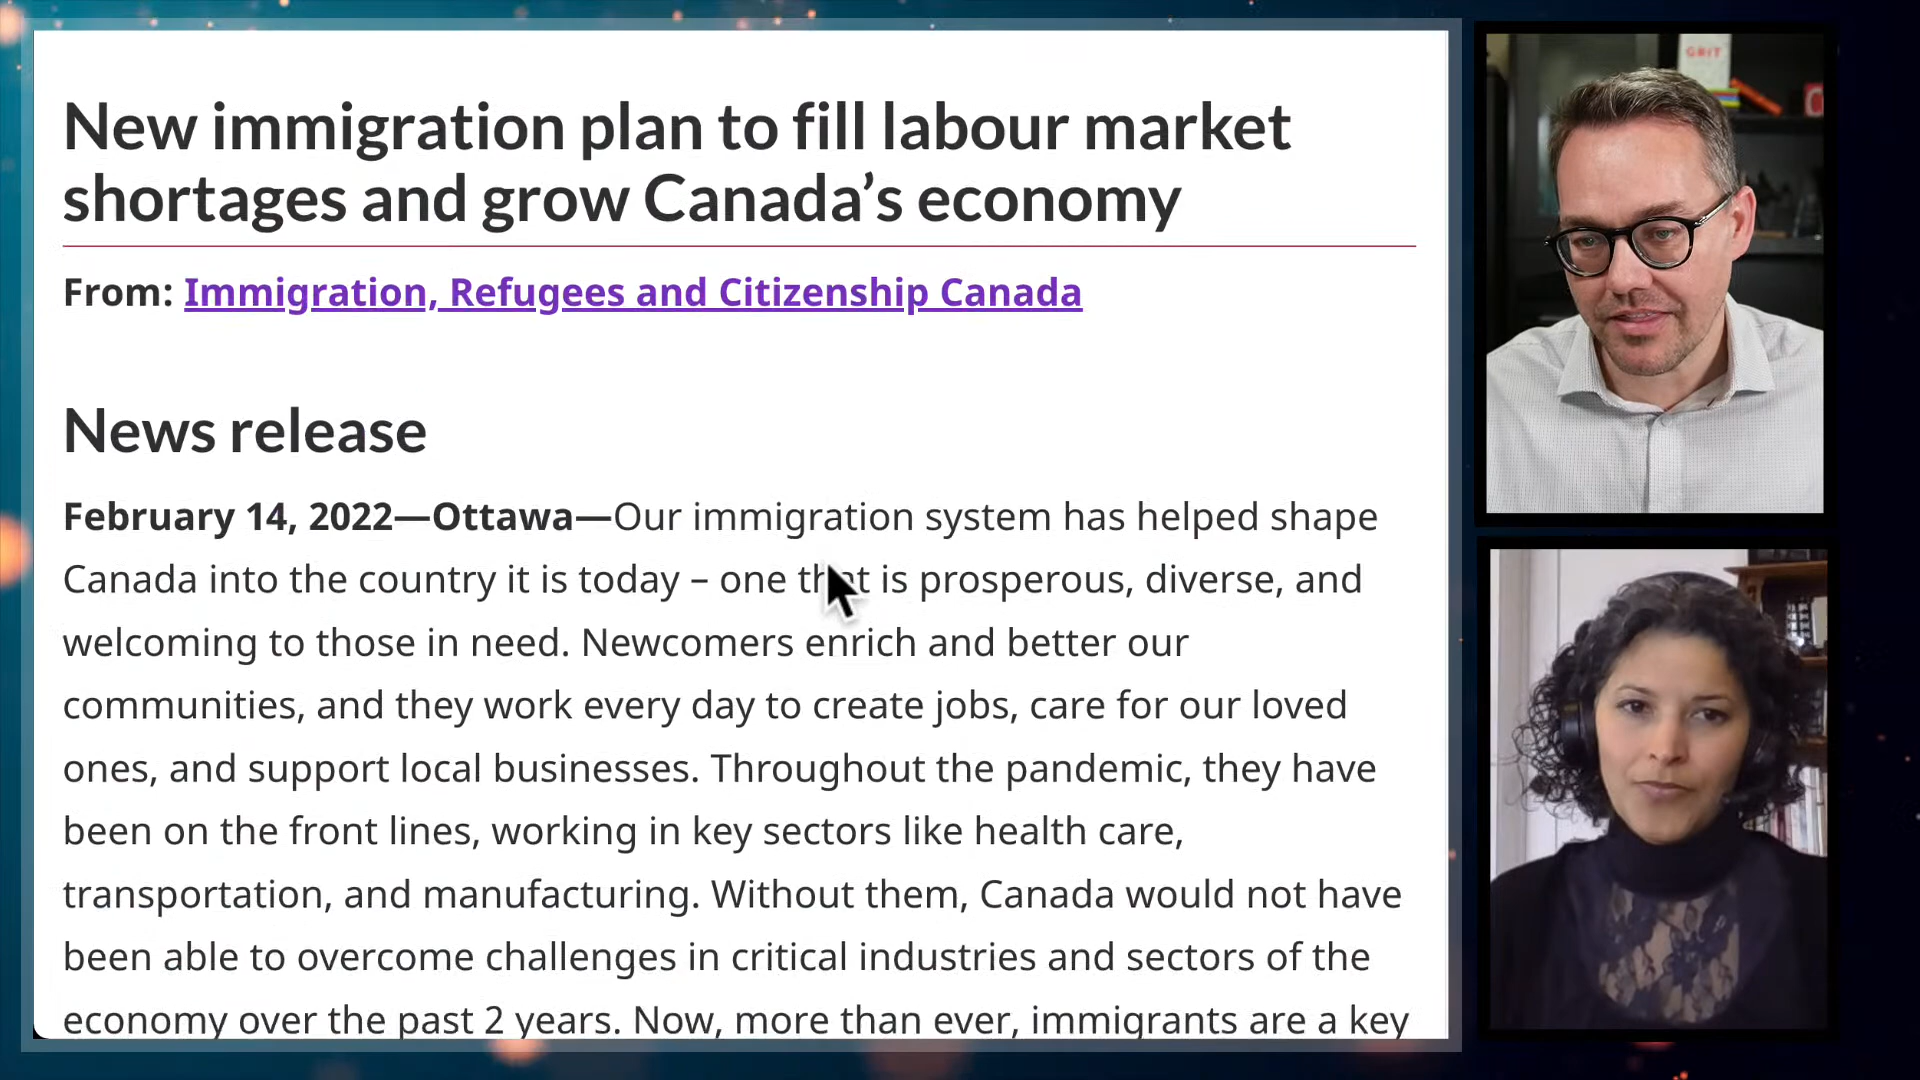 New immigration plan to fill labour market
shortages and grow Canada’s economy
From: Immigration, Refugees and Citizenship Canada
News release
February 14, 2022—Ottawa—Our immigration system has helped shape
Canada into the country it is today – one that is prosperous, diverse, and
welcoming to those in need. Newcomers enrich and better our
communities, and they work every day to create jobs, care for our loved
ones, and support local businesses. Throughout the pandemic, they have
been on the front lines, working in key sectors like health care,
transportation, and manufacturing. Without them, Canada would not have
been able to overcome challenges in critical industries and sectors of the
economy over the past 2 years. Now, more than ever, immigrants are a key
GRIT